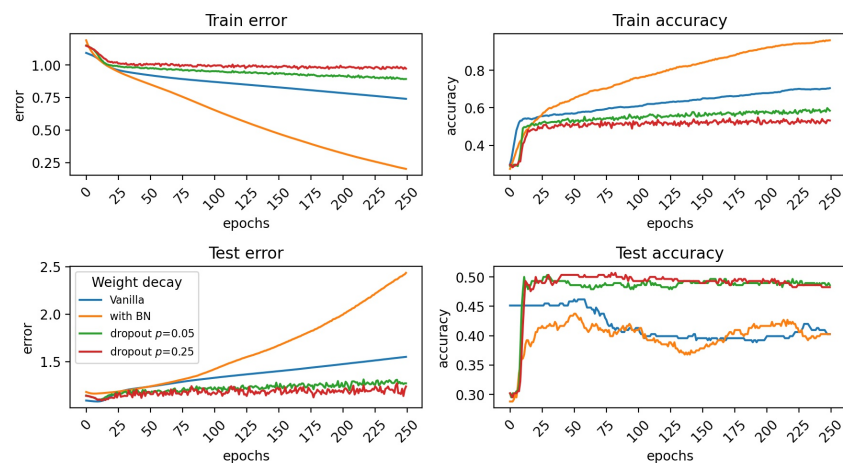 Train error
error
1.00
0.75
0.50
0.25
0 25 50 75 100 125 150 175 200 225 250
epochs
Train accuracy
accuracy
0.8
0.6
0.4
0 25 50 75 100 125 150 175 200 225 250
epochs
Test error
error
2.5
2.0
1.5
Weight decay
Vanilla
with BN
dropout p=0.05
dropout p=0.25
0 25 50 75 100 125 150 175 200 225 250
epochs
Test accuracy
accuracy
0.50
0.45
0.40
0.35
0.30
0 25 50 75 100 125 150 175 200 225 250
epochs